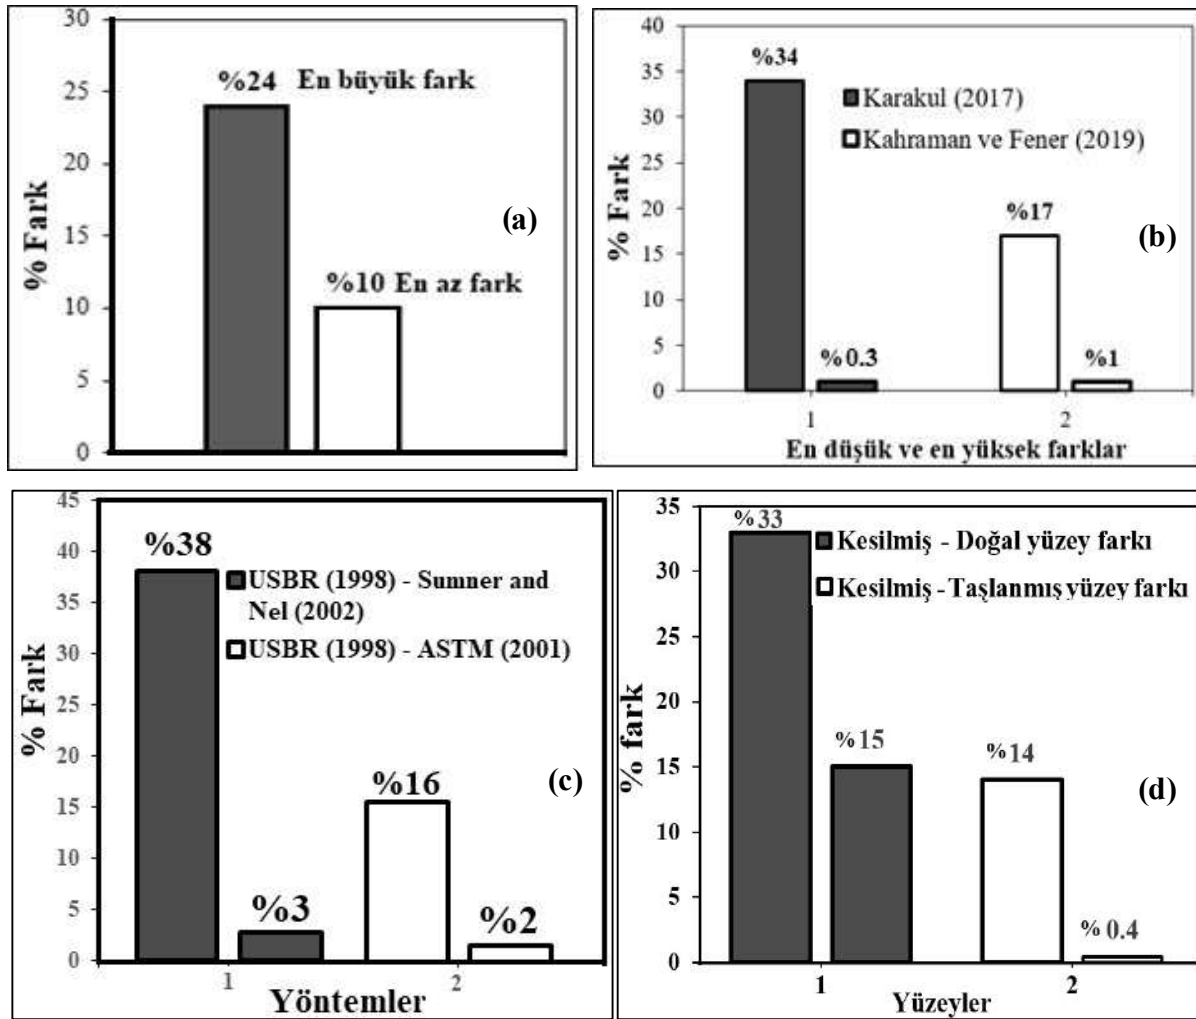 30
25
20
15
10
5
0
% Fark
%24 En büyük fark
%10 En az fark
(a)
40
35
30
25
20
15
10
5
0
% Fark
%34
%0.3
%17
%1
Karakul (2017)
Kahraman ve Fener (2019)
(b)
1 2
En düşük ve en yüksek farklar
45
40
35
30
25
20
15
10
5
0
% Fark
%38
%3
%16
%2
USBR (1998) - Sumner and
Nel (2002)
USBR (1998) - ASTM (2001)
(c)
1 2
Yöntemler
35
30
25
20
15
10
5
0
% fark
%33
%15
%14
%0.4
Kesilmiş - Doğal yüzey farkı
Kesilmiş - Taşlanmış yüzey farkı
(d)
1 2
Yüzeyler